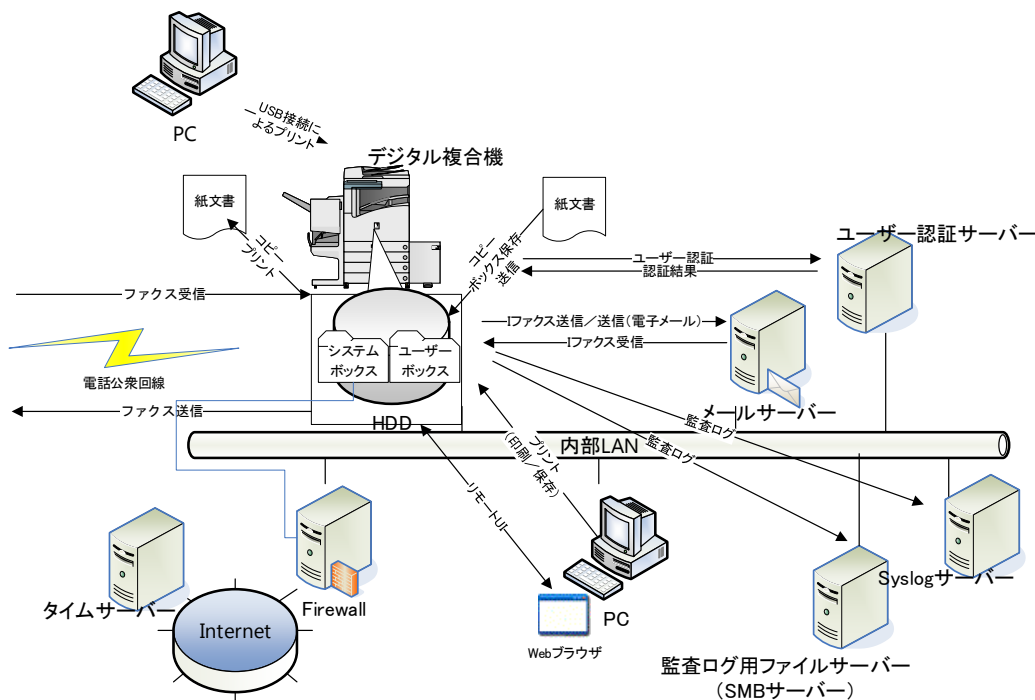 PC
USB接続に
よるプリント
デジタル複合機
紙文書
紙文書
コピー
プリント
コピー
ボックス保存
送信
ユーザー認証サーバー
ユーザー認証
認証結果
ファクス受信
Iファクス送信／送信（電子メール）
Iファクス受信
システム
ボックス
ユーザー
ボックス
電話公衆回線
ファクス送信
HDD
メールサーバー
監査ログ
監査ログ
内部LAN
プリント
（印刷／保存）
リモートUI
タイムサーバー
Firewall
Internet
PC
Webブラウザ
Syslogサーバー
監査ログ用ファイルサーバー
（SMBサーバー）